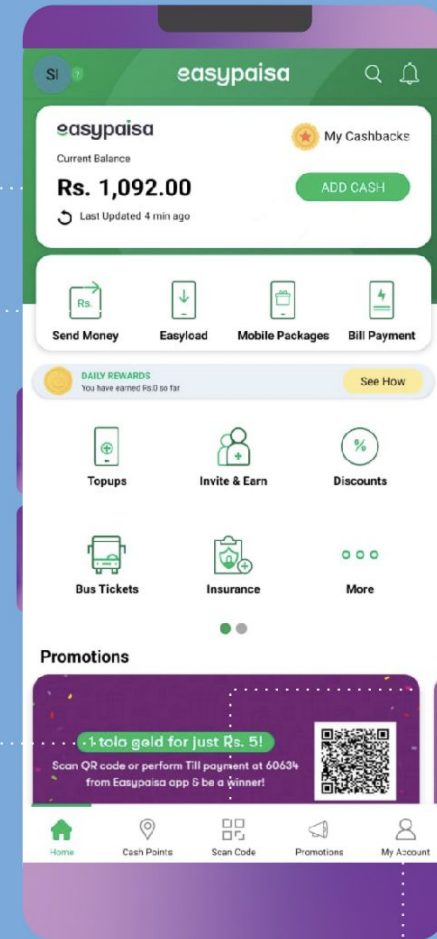 SI ?
easypaisa
easypaisa
My Cashbacks
Current Balance
Rs. 1,092.00
ADD CASH
Last Updated 4 min ago
Rs.
Send Money Easyload Mobile Packages Bill Payment
DAILY REWARDS
You have earned Rs.0 so far
See How
%
Topups Invite & Earn Discounts
Bus Tickets Insurance More
Promotions
1 tola gold for just Rs. 5!
Scan QR code or perform Till payment at 60634
from Easypaisa app & be a winner!
Home Cash Points Scan Code Promotions My Account